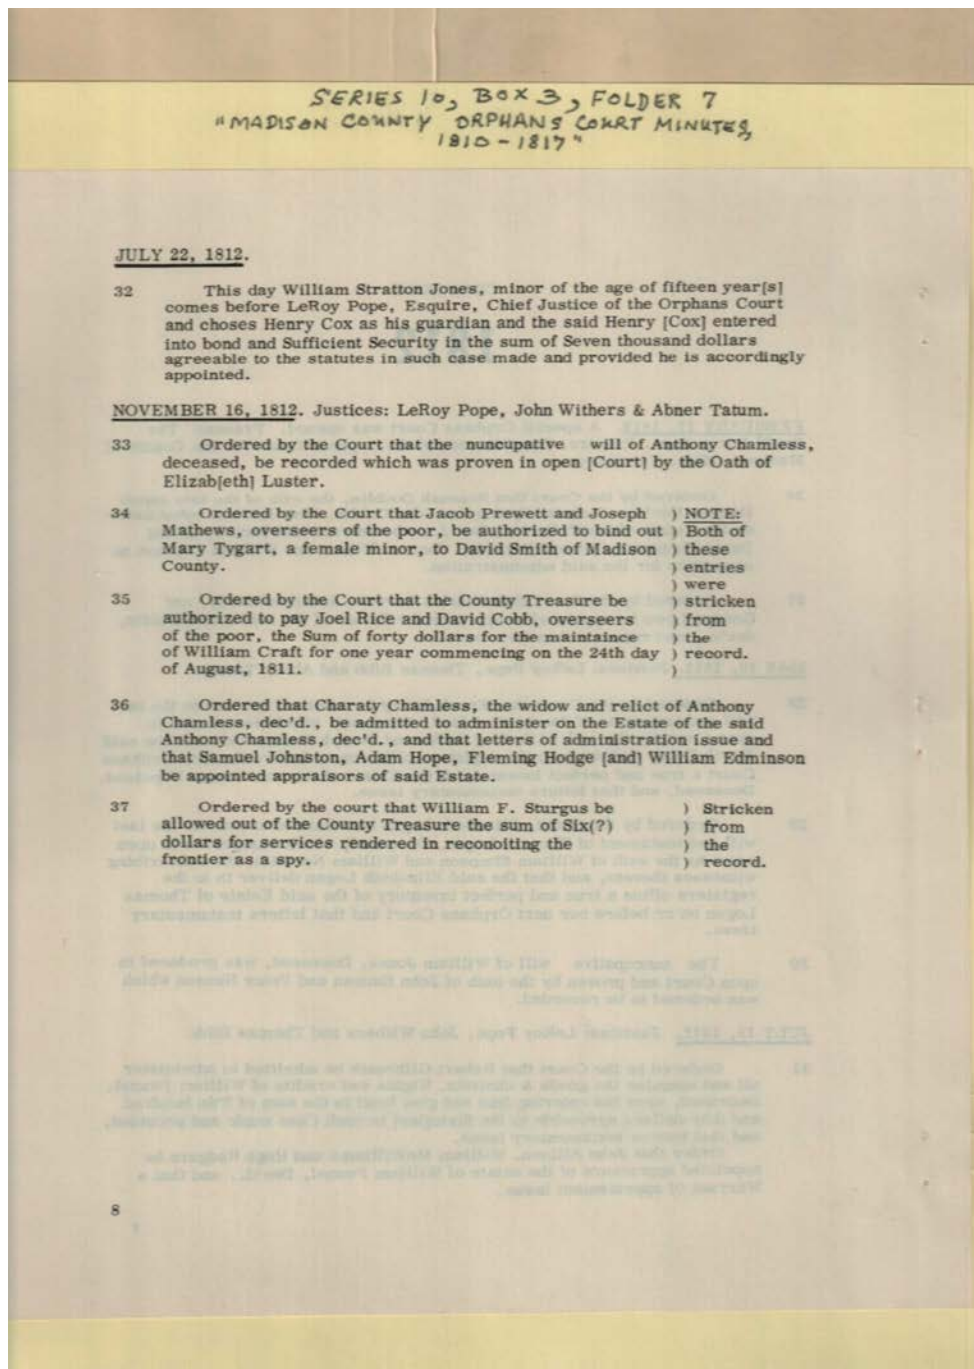 SERIES 10, BOX 3, FOLDER 7
"MADISON COUNTY ORPHANS COURT MINUTES,
1810-1817"
JULY 22, 1812.
32 This day William Stratton Jones, minor of the age of fifteen year[s]
comes before LeRoy Pope, Esquire, Chief Justice of the Orphans Court
and choses Henry Cox as his guardian and the said Henry [Cox] entered
into bond and Sufficient Security in the sum of Seven thousand dollars
agreeable to the statutes in such case made and provided he is accordingly
appointed.
NOVEMBER 16, 1812. Justices: LeRoy Pope, John Withers & Abner Tatum.
33 Ordered by the Court that the nuncupative will of Anthony Chamless,
deceased, be recorded which was proven in open [Court] by the Oath of
Elizab[eth] Luster.
34 Ordered by the Court that Jacob Prewett and Joseph ) NOTE:
Mathews, overseers of the poor, be authorized to bind out ) Both of
Mary Tygart, a female minor, to David Smith of Madison ) these
County. ) entries
) were
35 Ordered by the Court that the County Treasure be ) stricken
authorized to pay Joel Rice and David Cobb, overseers ) from
of the poor, the Sum of forty dollars for the maintaince ) the
of William Craft for one year commencing on the 24th day ) record.
of August, 1811. )
36 Ordered that Charaty Chamless, the widow and relict of Anthony
Chamless, dec'd., be admitted to administer on the Estate of the said
Anthony Chamless, dec'd., and that letters of administration issue and
that Samuel Johnston, Adam Hope, Fleming Hodge [and] William Edminson
be appointed appraisors of said Estate.
37 Ordered by the court that William F. Sturgus be ) Stricken
allowed out of the County Treasure the sum of Six(?) ) from
dollars for services rendered in reconoiting the ) the
frontier as a spy. ) record.
8